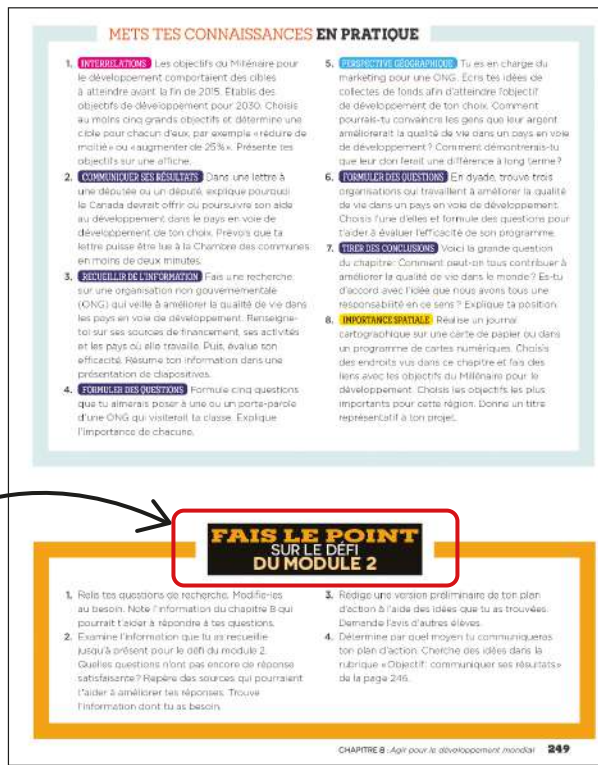 METS TES CONNAISSANCES EN PRATIQUE
1. INTERRELATIONS Les objectifs du Millénaire pour
le développement comportaient des cibles
à atteindre avant la fin de 2015. Établis des
objectifs de développement pour 2030. Choisis
au moins cinq grands objectifs et détermine une
cible pour chacun d'eux, par exemple «réduire de
moitié» ou «augmenter de 25%». Présente tes
objectifs sur une affiche.
2. COMMUNIQUER SES RÉSULTATS Dans une lettre à
une députée ou un député, explique pourquoi
le Canada devrait offrir ou poursuivre son aide
au développement dans le pays en voie de
développement de ton choix. Prévois que ta
lettre puisse être lue à la Chambre des communes
en moins de deux minutes.
3. RECUEILLIR DE L'INFORMATION Fais une recherche
sur une organisation non gouvernementale
(ONG) qui veille à améliorer la qualité de vie dans
les pays en voie de développement. Renseigne-
toi sur ses sources de financement, ses activités
et les pays où elle travaille. Puis, évalue son
efficacité. Résume ton information dans une
présentation de diapositives.
4. FORMULER DES QUESTIONS Formule cinq questions
que tu aimerais poser à une ou un porte-parole
d'une ONG qui visiterait ta classe. Explique
l'importance de chacune.
5. PERSPECTIVE GÉOGRAPHIQUE Tu es en charge du
marketing pour une ONG. Écris tes idées de
collectes de fonds afin d'atteindre l'objectif
de développement de ton choix. Comment
pourrais-tu convaincre les gens que leur argent
améliorerait la qualité de vie dans un pays en voie
de développement? Comment démontrerais-tu
que leur don ferait une différence à long terme?
6. FORMULER DES QUESTIONS En dyade, trouve trois
organisations qui travaillent à améliorer la qualité
de vie dans un pays en voie de développement.
Choisis l'une d'elles et formule des questions pour
t'aider à évaluer l'efficacité de son programme.
7. TIRER DES CONCLUSIONS Voici la grande question
du chapitre: Comment peut-on tous contribuer à
améliorer la qualité de vie dans le monde? Es-tu
d'accord avec l'idée que nous avons tous une
responsabilité en ce sens? Explique ta position.
8. IMPORTANCE SPATIALE Réalise un journal
cartographique sur une carte de papier ou dans
un programme de cartes numériques. Choisis
des endroits vus dans ce chapitre et fais des
liens avec les objectifs du Millénaire pour le
développement. Choisis les objectifs les plus
importants pour cette région. Donne un titre
représentatif à ton projet.
FAIS LE POINT
SUR LE DÉFI
DU MODULE 2
1. Relis tes questions de recherche. Modifie-les
au besoin. Note l'information du chapitre 8 qui
pourrait t'aider à répondre à tes questions.
2. Examine l'information que tu as recueillie
jusqu'à présent pour le défi du module 2.
Quelles questions n'ont pas encore de réponse
satisfaisante? Repère des sources qui pourraient
t'aider à améliorer tes réponses. Trouve
l'information dont tu as besoin.
3. Rédige une version préliminaire de ton plan
d'action à l'aide des idées que tu as trouvées.
Demande l'avis d'autres élèves.
4. Détermine par quel moyen tu communiqueras
ton plan d'action. Cherche des idées dans la
rubrique «Objectif: communiquer ses résultats»
de la page 246.
CHAPITRE 8 : Agir pour le développement mondial 249